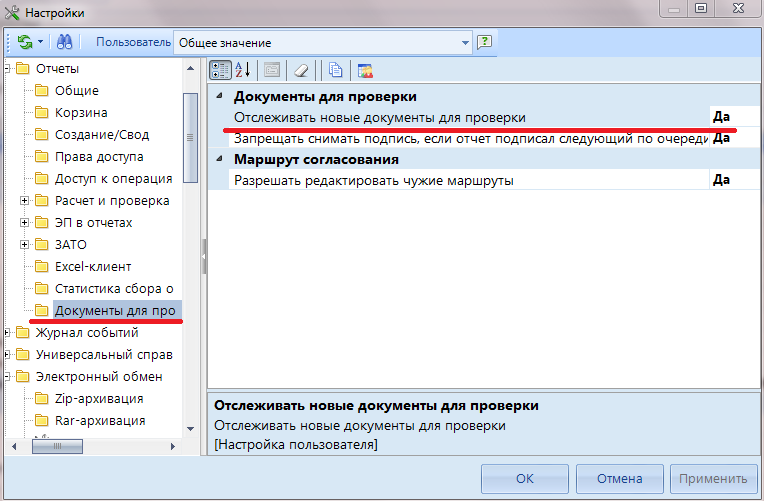 Настройки
Пользователь Общее значение
Отчеты
Общие
Корзина
Создание/Свод
Права доступа
Доступ к операция
Расчет и проверка
ЭП в отчетах
ЗАТО
Excel-клиент
Статистика сбора о
Документы для про
Журнал событий
Универсальный справ
Электронный обмен
Zip-архивация
Rar-архивация
Документы для проверки
Отслеживать новые документы для проверки Да
Запрещать снимать подпись, если отчет подписал следующий по очереди Да
Маршрут согласования
Разрешать редактировать чужие маршруты Да
Отслеживать новые документы для проверки
Отслеживать новые документы для проверки
[Настройка пользователя]
ОК Отмена Применить